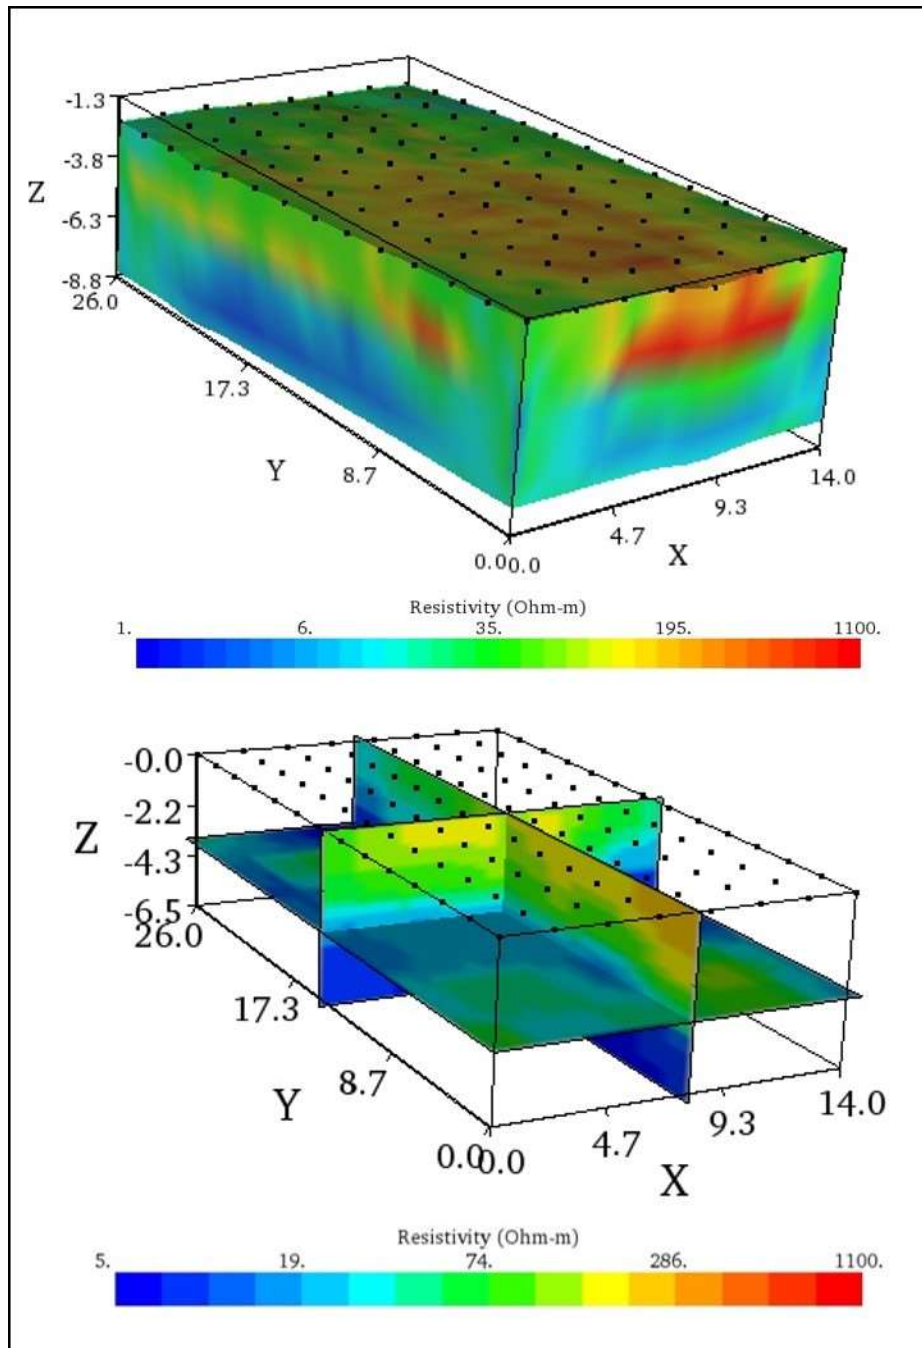 -1.3
-3.8
Z
-6.3
-8.8
26.0
17.3
Y
8.7
0.0
0.0
4.7
X
9.3
14.0
Resistivity (Ohm-m)
1. 6. 35. 195. 1100.
-0.0
-2.2
Z
-4.3
-6.5
26.0
17.3
Y
8.7
0.0
0.0
4.7
X
9.3
14.0
Resistivity (Ohm-m)
5. 19. 74. 286. 1100.